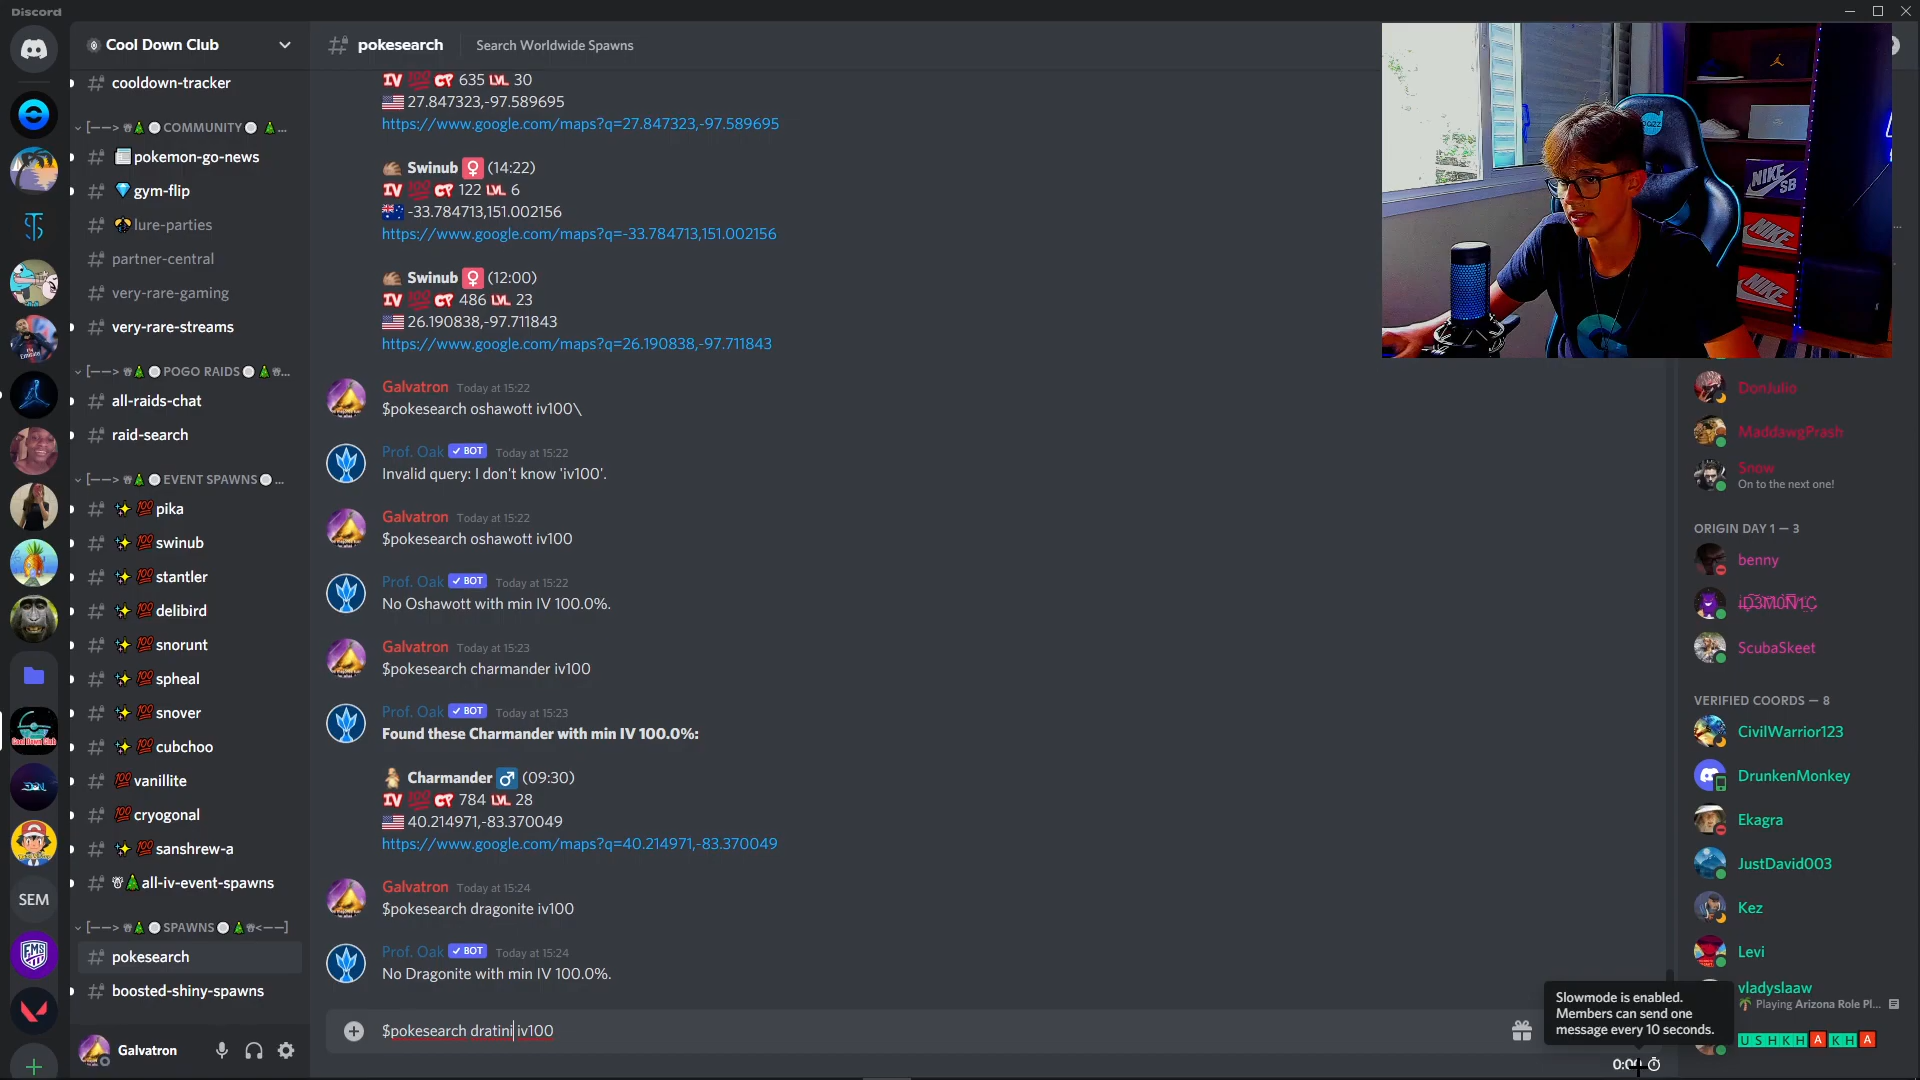 Discord
Cool Down Club
cooldown-tracker
[---> COMMUNITY ...
pokemon-go-news
gym-flip
lure-parties
partner-central
very-rare-gaming
very-rare-streams
[---> POGO RAIDS ...
all-raids-chat
raid-search
[---> EVENT SPAWNS ...
💯 pika
💯 swinub
💯 stantler
💯 delibird
💯 snorunt
💯 spheal
💯 snover
💯 cubchoo
💯 vanillite
💯 cryogonal
💯 sanshrew-a
all-iv-event-spawns
[---> SPAWNS <---]
pokesearch
boosted-shiny-spawns
SEM
Galvatron
pokesearch
Search Worldwide Spawns
IV 💯 CP 635 LVL 30
27.847323,-97.589695
https://www.google.com/maps?q=27.847323,-97.589695
Swinub ♀ (14:22)
IV 💯 CP 122 LVL 6
-33.784713,151.002156
https://www.google.com/maps?q=-33.784713,151.002156
Swinub ♀ (12:00)
IV 💯 CP 486 LVL 23
26.190838,-97.711843
https://www.google.com/maps?q=26.190838,-97.711843
Galvatron Today at 15:22
$pokesearch oshawott iv100\
Prof. Oak ✓ BOT Today at 15:22
Invalid query: I don't know 'iv100'.
Galvatron Today at 15:22
$pokesearch oshawott iv100
Prof. Oak ✓ BOT Today at 15:22
No Oshawott with min IV 100.0%.
Galvatron Today at 15:23
$pokesearch charmander iv100
Prof. Oak ✓ BOT Today at 15:23
Found these Charmander with min IV 100.0%:
Charmander ♂ (09:30)
IV 💯 CP 784 LVL 28
40.214971,-83.370049
https://www.google.com/maps?q=40.214971,-83.370049
Galvatron Today at 15:24
$pokesearch dragonite iv100
Prof. Oak ✓ BOT Today at 15:24
No Dragonite with min IV 100.0%.
$pokesearch dratini iv100
Slowmode is enabled.
Members can send one
message every 10 seconds.
NIKE SB
NIKE
NIKE
DonJulio
MaddawgPrash
Snow
On to the next one!
ORIGIN DAY 1 — 3
benny
iD3M0N1C
ScubaSkeet
VERIFIED COORDS — 8
CivilWarrior123
DrunkenMonkey
Ekagra
JustDavid003
Kez
Levi
vladyslaaw
Playing Arizona Role Pl...
USHKHAKHA